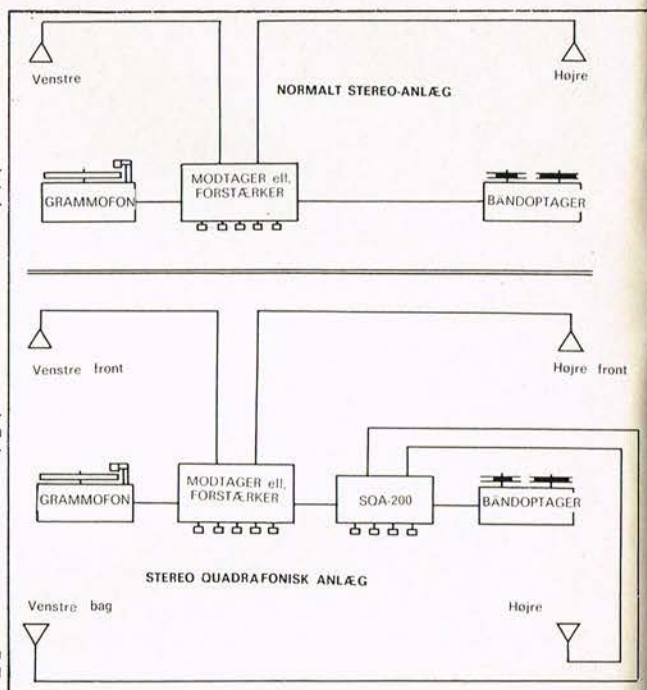 Venstre
Højre
NORMALT STEREO-ANLÆG
GRAMMOFON
MODTAGER ell,
FORSTÆRKER
BÅNDOPTAGER
Venstre front
Højre front
GRAMMOFON
MODTAGER ell,
FORSTÆRKER
SQA-200
BÅNDOPTAGER
STEREO QUADRAFONISK ANLÆG
Venstre bag
Højre